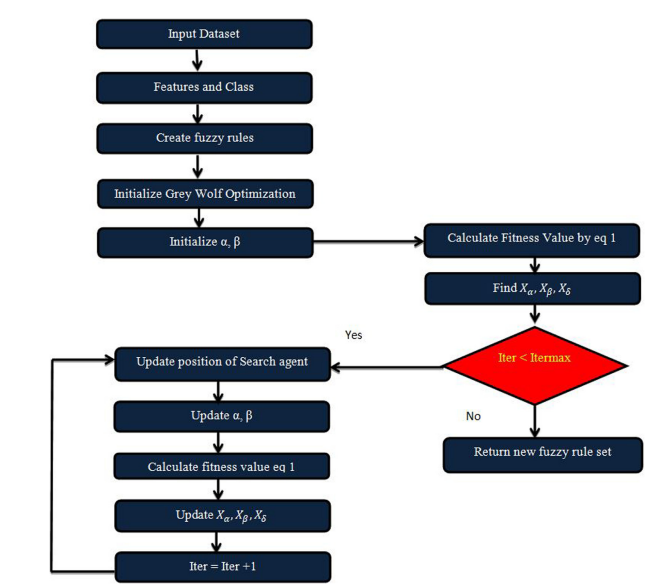 Input Dataset
Features and Class
Create fuzzy rules
Initialize Grey Wolf Optimization
Initialize α, β
Calculate Fitness Value by eq 1
Find Xα, Xβ, Xδ
Iter < Itermax
Yes
No
Return new fuzzy rule set
Update position of Search agent
Update α, β
Calculate fitness value eq 1
Update Xα, Xβ, Xδ
Iter = Iter +1